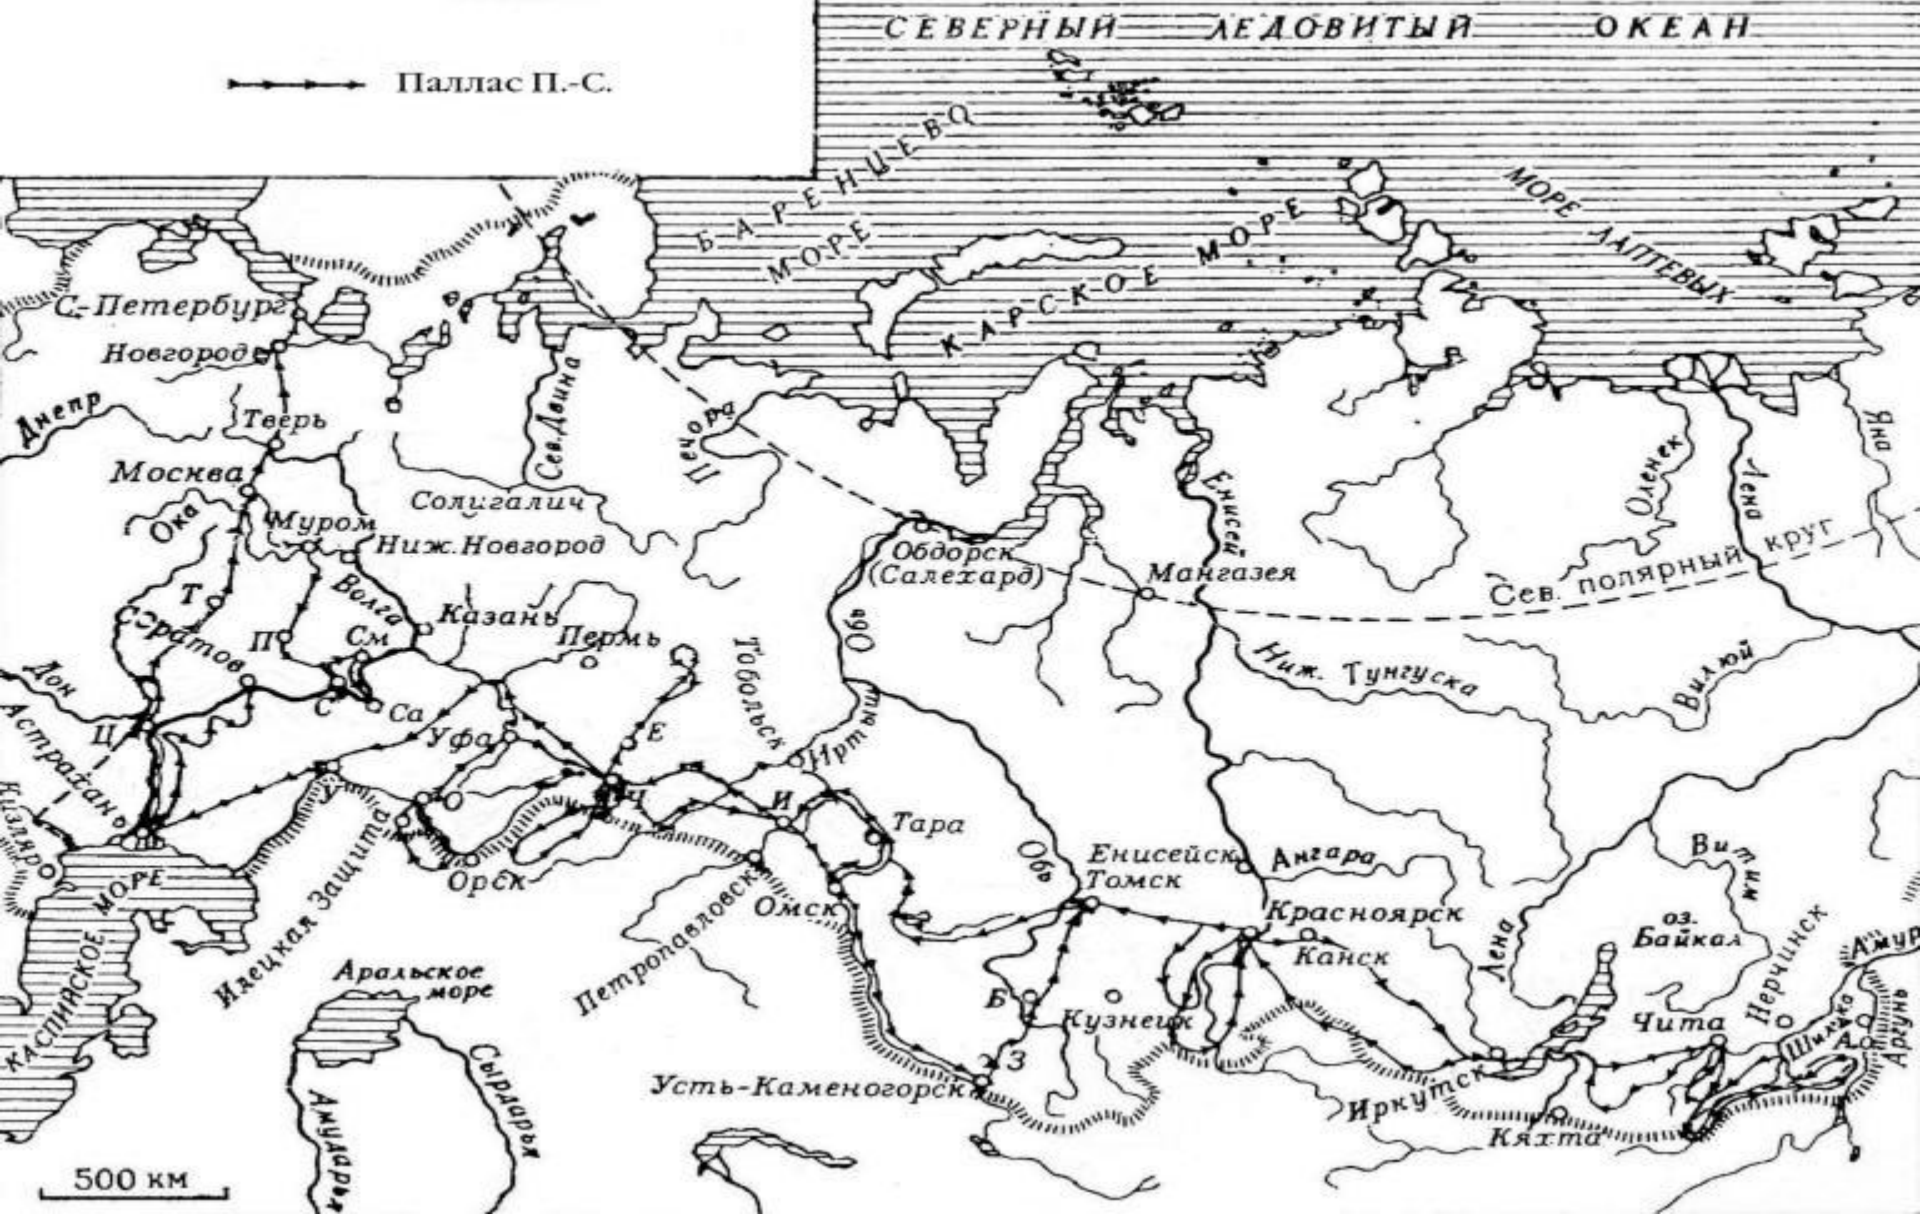 СЕВЕРНЫЙ ЛЕДОВИТЫЙ ОКЕАН
Паллас П.-С.
БАРЕНЦЕВО
МОРЕ
КАРСКОЕ МОРЕ
МОРЕ ЛАПТЕВЫХ
С.-Петербург
Новгород
Днепр
Тверь
Сев. Двина
Печора
Енисей
Оленек
Лена
Яна
Москва
Солигалич
Ока
Муром
Ниж. Новгород
Обдорск
(Салехард)
Мангазея
Сев. полярный круг
Т
Волга
Казань
Саратов
П
См
Пермь
Обь
Тобольск
Ниж. Тунгуска
Вилюй
Дон
С
Са
Ц
Уфа
Е
Иртыш
Астрахань
Кизляр
У
О
Ч
И
Тара
Обь
Енисейск
Ангара
Томск
Витим
Илецкая Защита
Орск
Петропавловск
Омск
Красноярск
Канск
Лена
оз.
Байкал
Нерчинск
Амур
КАСПИЙСКОЕ МОРЕ
Аральское
море
Б
Кузнецк
Чита
Шилка
А
Аргунь
З
Усть-Каменогорск
Иркутск
Кяхта
Сырдарья
Амударья
500 км